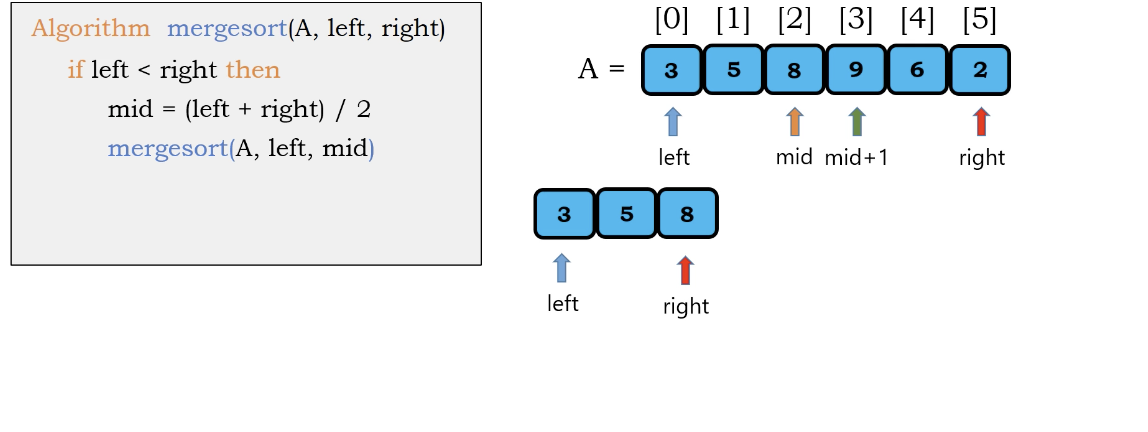 Algorithm mergesort(A, left, right)
if left < right then
mid = (left + right) / 2
mergesort(A, left, mid)
[0] [1] [2] [3] [4] [5]
A = 3 5 8 9 6 2
left mid mid+1 right
3 5 8
left right